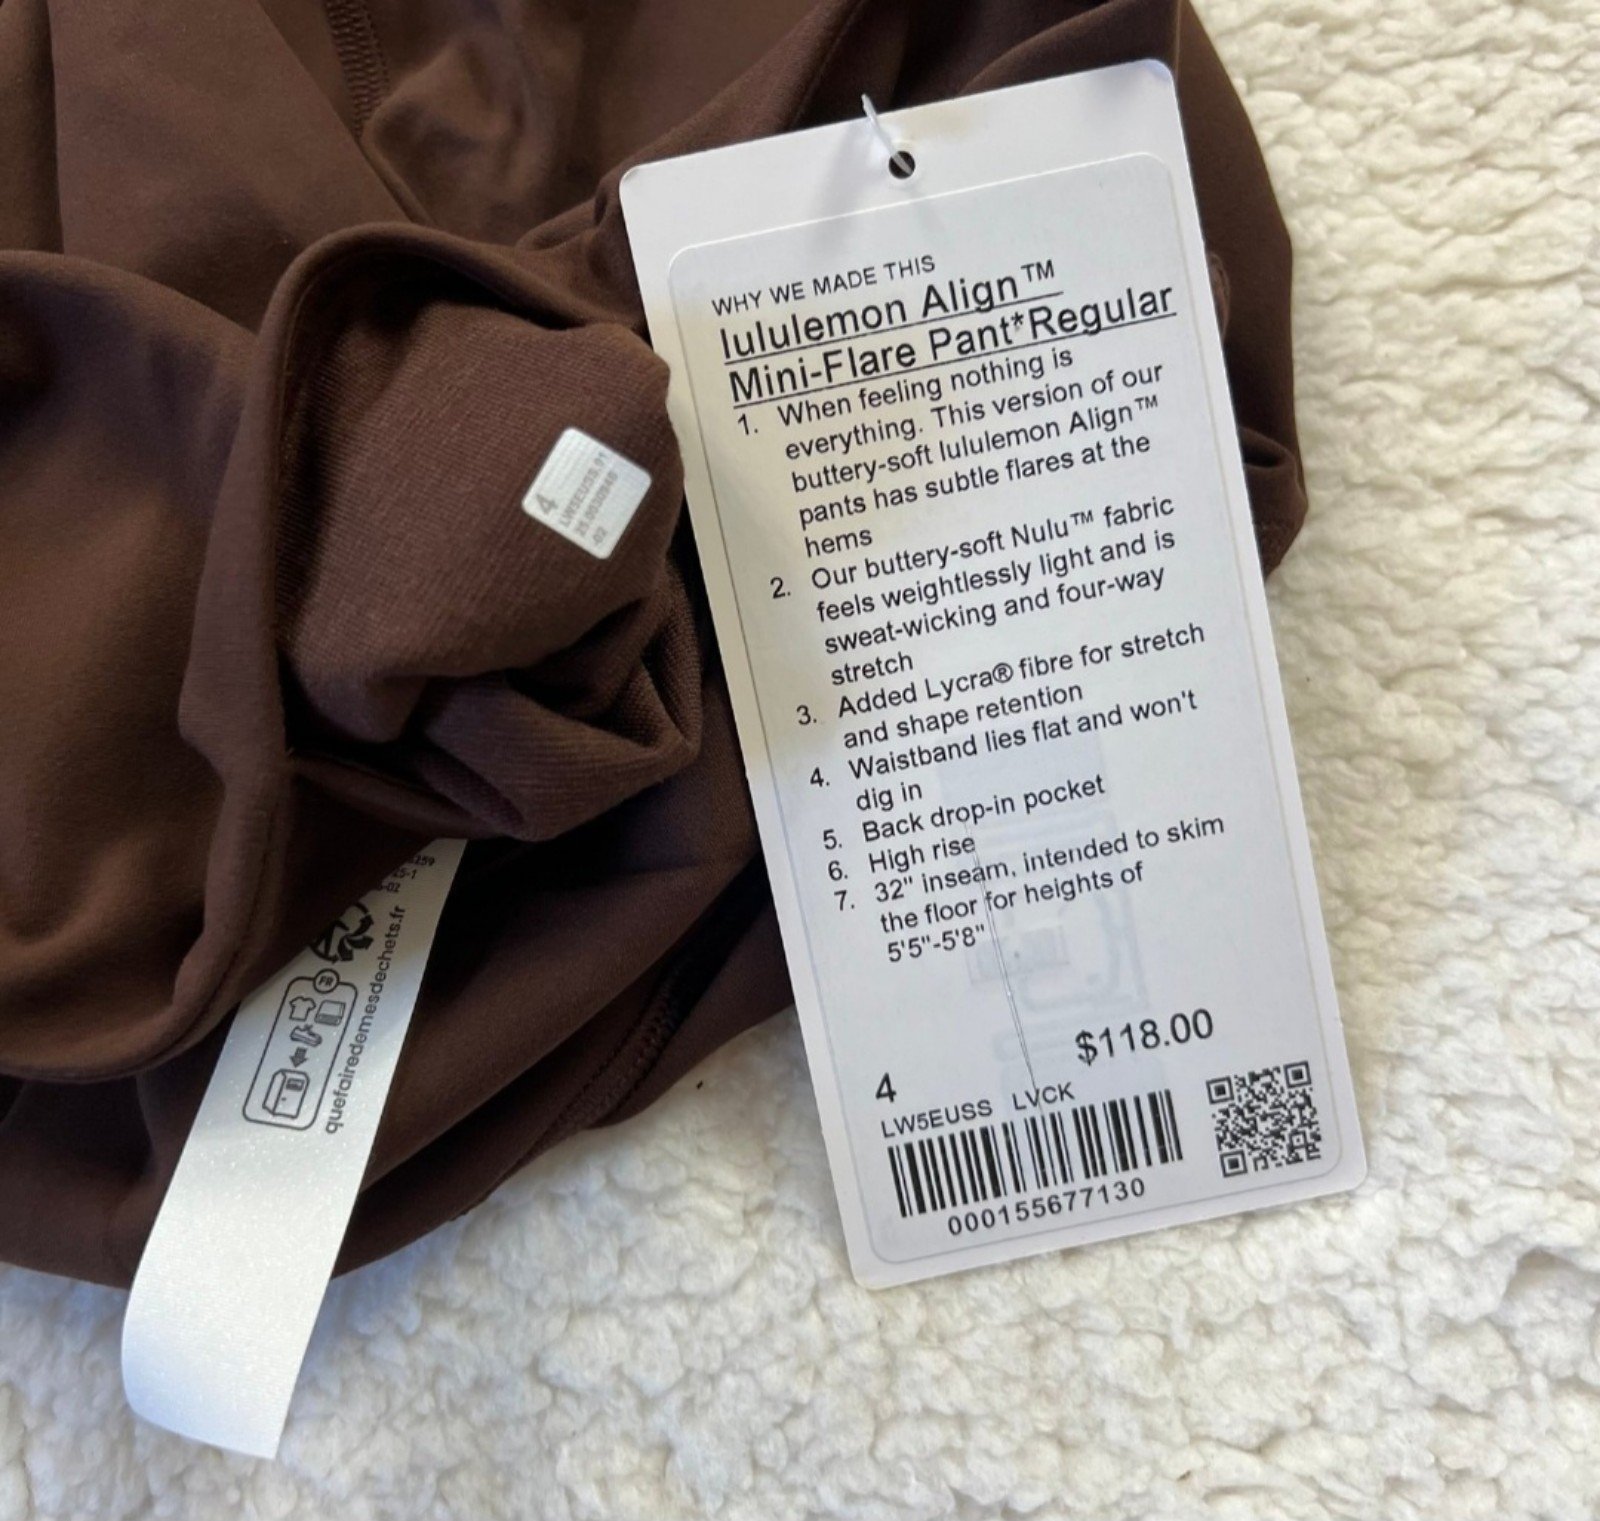 WHY WE MADE THIS
lululemon Align™
Mini-Flare Pant*Regular
1. When feeling nothing is
everything. This version of our
buttery-soft lululemon Align™
pants has subtle flares at the
hems
2. Our buttery-soft Nulu™ fabric
feels weightlessly light and is
sweat-wicking and four-way
stretch
3. Added Lycra® fibre for stretch
and shape retention
4. Waistband lies flat and won't
dig in
5. Back drop-in pocket
6. High rise
7. 32" inseam, intended to skim
the floor for heights of
5'5"-5'8"
$118.00
4
LW5EUSS LVCK
000155677130
4
02
FR
quefairedemesdechets.fr